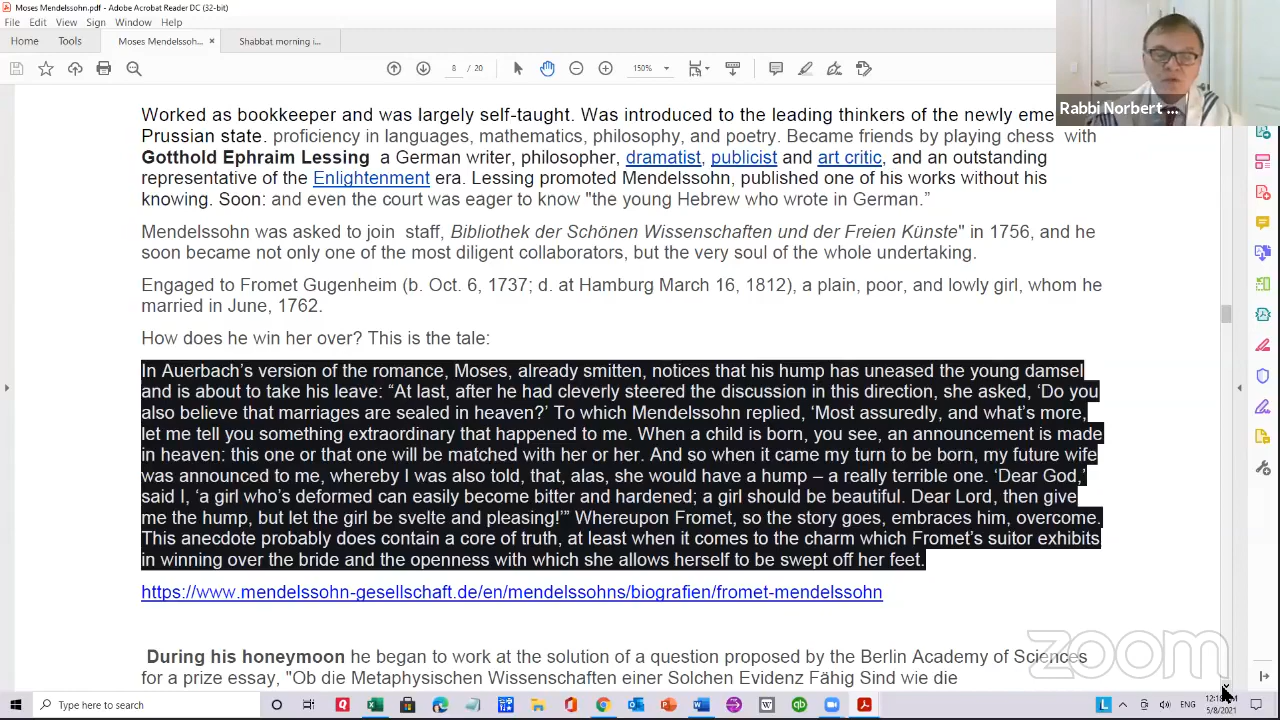 Moses Mendelssohn.pdf - Adobe Acrobat Reader DC (32-bit)
File Edit View Sign Window Help
Home Tools Moses Mendelssoh... × Shabbat morning i...
8 / 20 150%
Rabbi Norbert ...
Worked as bookkeeper and was largely self-taught. Was introduced to the leading thinkers of the newly eme
Prussian state. proficiency in languages, mathematics, philosophy, and poetry. Became friends by playing chess with
Gotthold Ephraim Lessing a German writer, philosopher, dramatist, publicist and art critic, and an outstanding
representative of the Enlightenment era. Lessing promoted Mendelssohn, published one of his works without his
knowing. Soon: and even the court was eager to know "the young Hebrew who wrote in German.”
Mendelssohn was asked to join staff, Bibliothek der Schönen Wissenschaften und der Freien Künste" in 1756, and he
soon became not only one of the most diligent collaborators, but the very soul of the whole undertaking.
Engaged to Fromet Gugenheim (b. Oct. 6, 1737; d. at Hamburg March 16, 1812), a plain, poor, and lowly girl, whom he
married in June, 1762.
How does he win her over? This is the tale:
In Auerbach’s version of the romance, Moses, already smitten, notices that his hump has uneased the young damsel
and is about to take his leave: “At last, after he had cleverly steered the discussion in this direction, she asked, ‘Do you
also believe that marriages are sealed in heaven?’ To which Mendelssohn replied, ‘Most assuredly, and what’s more,
let me tell you something extraordinary that happened to me. When a child is born, you see, an announcement is made
in heaven: this one or that one will be matched with her or her. And so when it came my turn to be born, my future wife
was announced to me, whereby I was also told, that, alas, she would have a hump – a really terrible one. ‘Dear God,’
said I, ‘a girl who’s deformed can easily become bitter and hardened; a girl should be beautiful. Dear Lord, then give
me the hump, but let the girl be svelte and pleasing!’” Whereupon Fromet, so the story goes, embraces him, overcome.
This anecdote probably does contain a core of truth, at least when it comes to the charm which Fromet’s suitor exhibits
in winning over the bride and the openness with which she allows herself to be swept off her feet.
https://www.mendelssohn-gesellschaft.de/en/mendelssohns/biografien/fromet-mendelssohn
During his honeymoon he began to work at the solution of a question proposed by the Berlin Academy of Sciences
for a prize essay, "Ob die Metaphysischen Wissenschaften einer Solchen Evidenz Fähig Sind wie die
zoom
Type here to search
ENG
5/8/2021